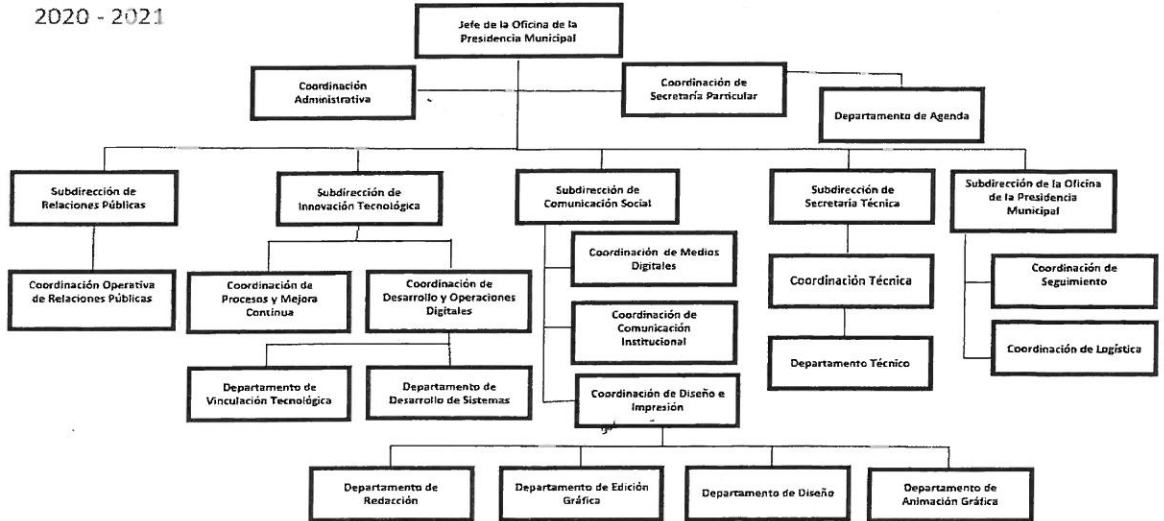 2020 - 2021
Jefe de la Oficina de la
Presidencia Municipal
Coordinación
Administrativa
Coordinación de
Secretaría Particular
Departamento de Agenda
Subdirección de
Relaciones Públicas
Subdirección de
Innovación Tecnológica
Subdirección de
Comunicación Social
Subdirección de
Secretaria Técnica
Subdirección de la Oficina
de la Presidencia
Municipal
Coordinación Operativa
de Relaciones Públicas
Coordinación de
Procesos y Mejora
Continua
Coordinación de
Desarrollo y Operaciones
Digitales
Coordinación de Medios
Digitales
Coordinación Técnica
Coordinación de
Seguimiento
Coordinación de
Comunicación
Institucional
Coordinación de Logística
Departamento de
Vinculación Tecnológica
Departamento de
Desarrollo de Sistemas
Coordinación de Diseño e
Impresión
Departamento Técnico
Departamento de
Redacción
Departamento de Edición
Gráfica
Departamento de Diseño
Departamento de
Animación Gráfica